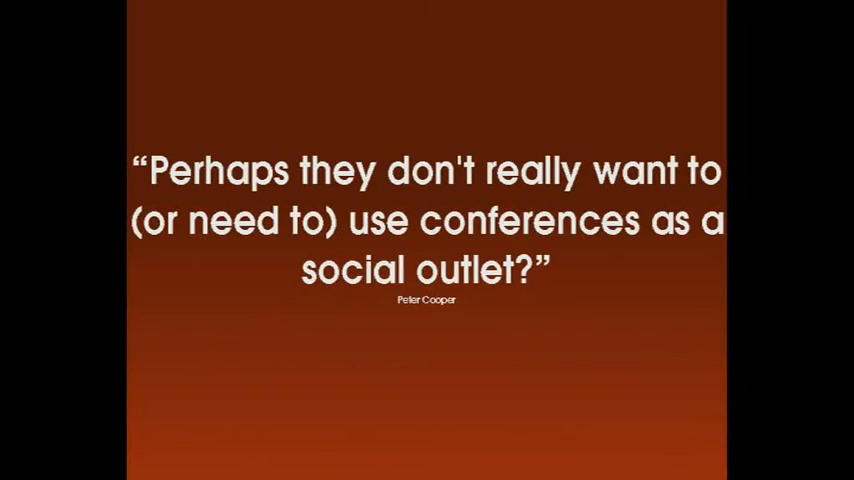 “Perhaps they don't really want to
(or need to) use conferences as a
social outlet?”
Peter Cooper